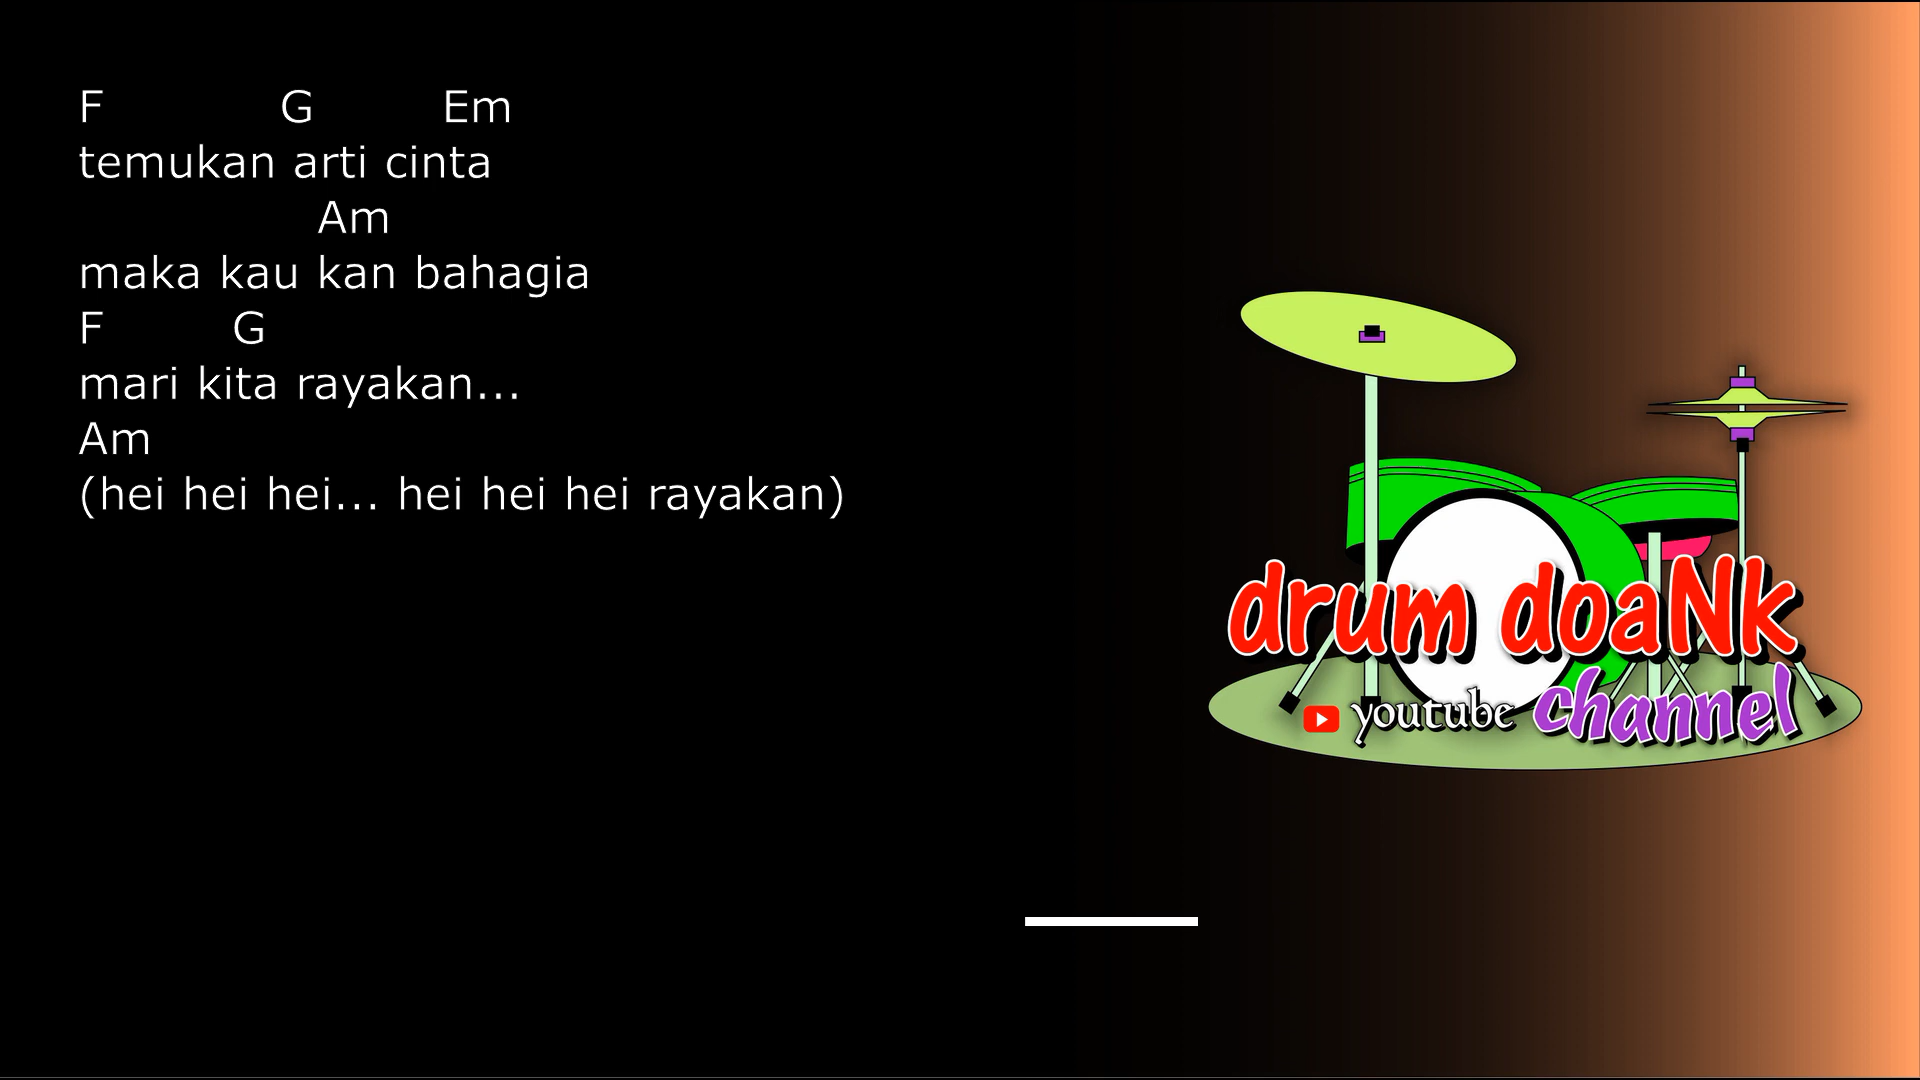 F G Em
temukan arti cinta
Am
maka kau kan bahagia
F G
mari kita rayakan...
Am
(hei hei hei... hei hei hei rayakan)
drum doaNk
youtube channel